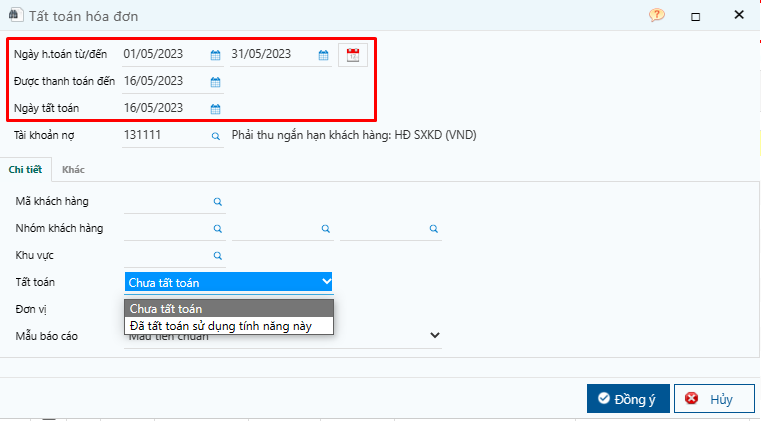 Tất toán hóa đơn
Ngày h.toán từ/đến 01/05/2023 31/05/2023
Được thanh toán đến 16/05/2023
Ngày tất toán 16/05/2023
Tài khoản nợ 131111 Phải thu ngắn hạn khách hàng: HĐ SXKD (VND)
Chi tiết Khác
Mã khách hàng
Nhóm khách hàng
Khu vực
Tất toán Chưa tất toán
Đơn vị Chưa tất toán
Đã tất toán sử dụng tính năng này
Mẫu báo cáo Mẫu tiền chuẩn
Đồng ý Hủy